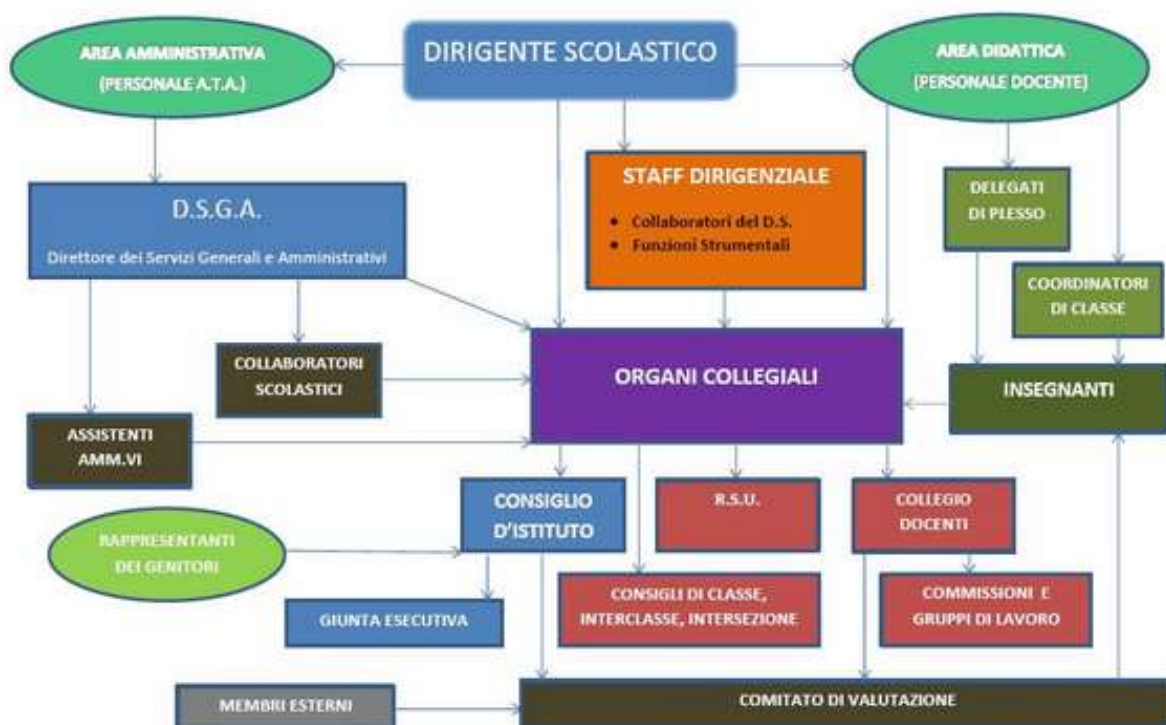 AREA AMMINISTRATIVA
(PERSONALE A.T.A.)
DIRIGENTE SCOLASTICO
AREA DIDATTICA
(PERSONALE DOCENTE)
STAFF DIRIGENZIALE
• Collaboratori del D.S.
• Funzioni Strumentali
DELEGATI
DI PLESSO
D.S.G.A.
Direttore dei Servizi Generali e Amministrativi
COORDINATORI
DI CLASSE
COLLABORATORI
SCOLASTICI
ORGANI COLLEGIALI
INSEGNANTI
ASSISTENTI
AMM.VI
CONSIGLIO
D'ISTITUTO
R.S.U.
COLLEGIO
DOCENTI
RAPPRESENTANTI
DEI GENITORI
GIUNTA ESECUTIVA
CONSIGLI DI CLASSE,
INTERCLASSE, INTERSEZIONE
COMMISSIONI E
GRUPPI DI LAVORO
MEMBRI ESTERNI
COMITATO DI VALUTAZIONE